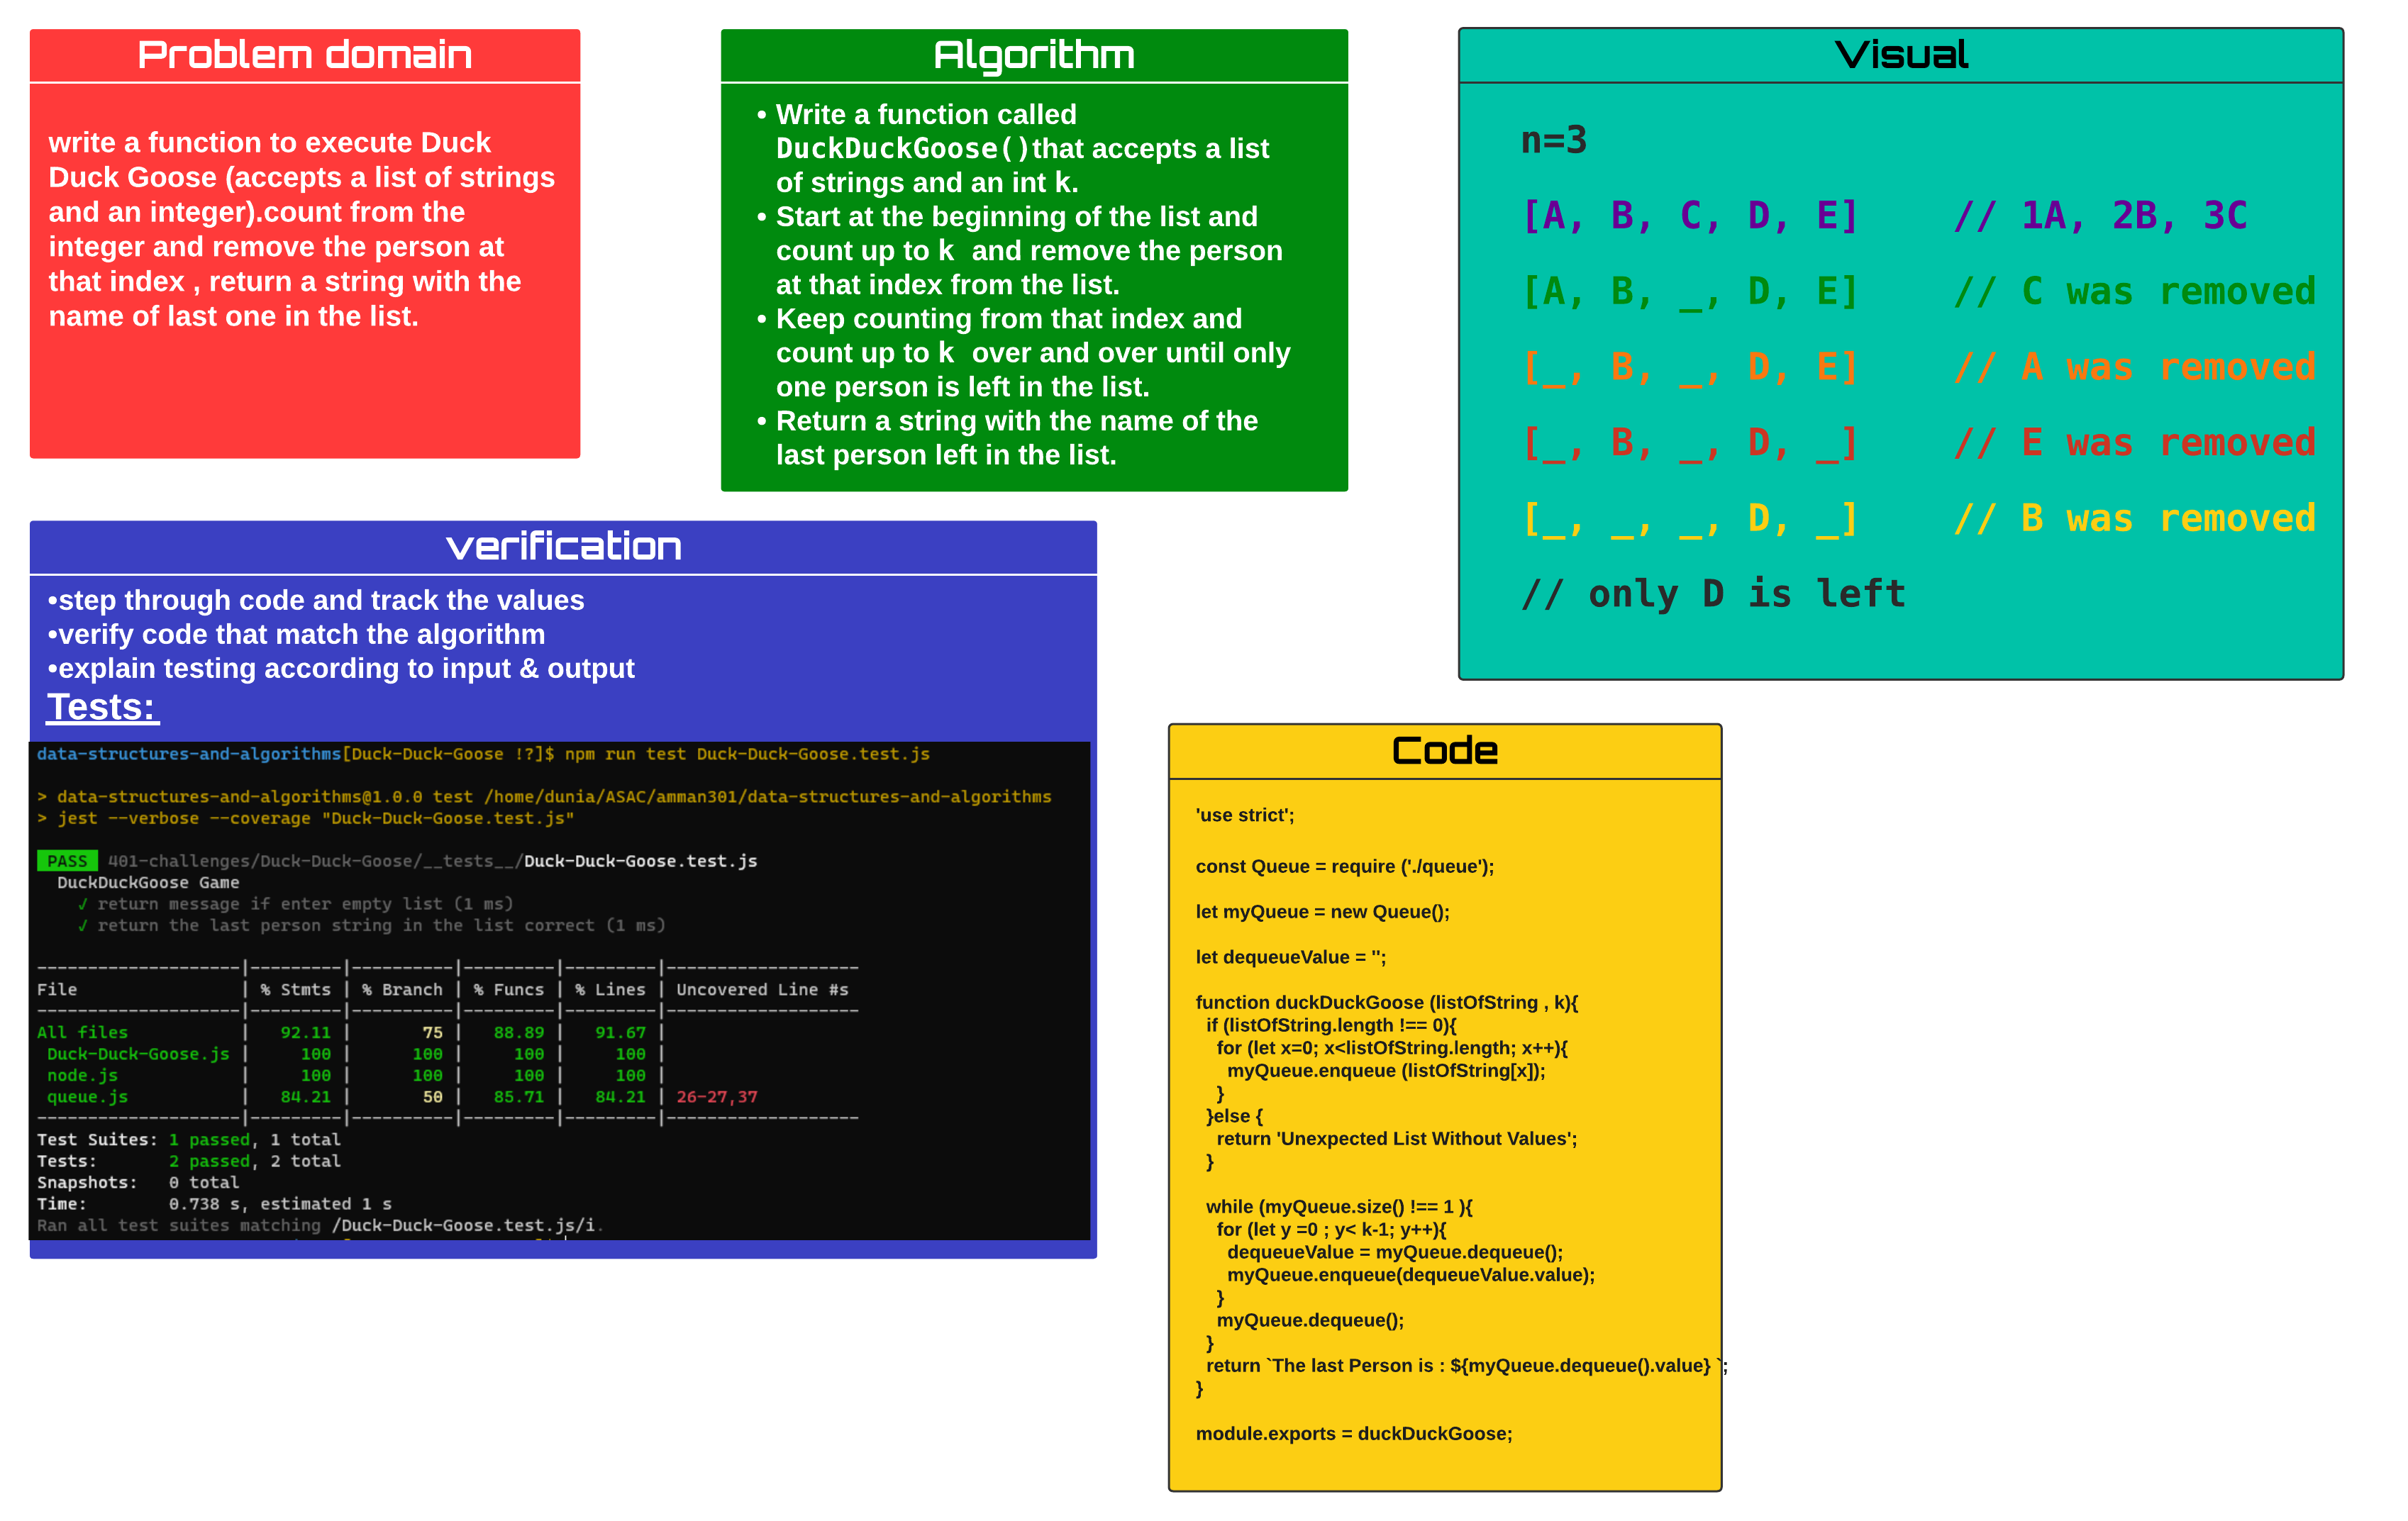 Problem domain
write a function to execute Duck
Duck Goose (accepts a list of strings
and an integer).count from the
integer and remove the person at
that index , return a string with the
name of last one in the list.
Algorithm
• Write a function called
DuckDuckGoose()that accepts a list
of strings and an int k.
• Start at the beginning of the list and
count up to k  and remove the person
at that index from the list.
• Keep counting from that index and
count up to k  over and over until only
one person is left in the list.
• Return a string with the name of the
last person left in the list.
Visual
n=3
[A, B, C, D, E]    // 1A, 2B, 3C
[A, B, _, D, E]    // C was removed
[_, B, _, D, E]    // A was removed
[_, B, _, D, _]    // E was removed
[_, _, _, D, _]    // B was removed
// only D is left
verification
•step through code and track the values
•verify code that match the algorithm
•explain testing according to input & output
Tests:
data-structures-and-algorithms[Duck-Duck-Goose !?]$ npm run test Duck-Duck-Goose.test.js
> data-structures-and-algorithms@1.0.0 test /home/dunia/ASAC/amman301/data-structures-and-algorithms
> jest --verbose --coverage "Duck-Duck-Goose.test.js"
PASS 401-challenges/Duck-Duck-Goose/__tests__/Duck-Duck-Goose.test.js
DuckDuckGoose Game
√ return message if enter empty list (1 ms)
√ return the last person string in the list correct (1 ms)
--------------------|---------|----------|---------|---------|-------------------
File                | % Stmts | % Branch | % Funcs | % Lines | Uncovered Line #s
--------------------|---------|----------|---------|---------|-------------------
All files           |   92.11 |       75 |   88.89 |   91.67 |
 Duck-Duck-Goose.js |     100 |      100 |     100 |     100 |
 node.js            |     100 |      100 |     100 |     100 |
 queue.js           |   84.21 |       50 |   85.71 |   84.21 | 26-27,37
--------------------|---------|----------|---------|---------|-------------------
Test Suites: 1 passed, 1 total
Tests:       2 passed, 2 total
Snapshots:   0 total
Time:        0.738 s, estimated 1 s
Ran all test suites matching /Duck-Duck-Goose.test.js/i.
Code
'use strict';
const Queue = require ('./queue');
let myQueue = new Queue();
let dequeueValue = '';
function duckDuckGoose (listOfString , k){
  if (listOfString.length !== 0){
    for (let x=0; x<listOfString.length; x++){
      myQueue.enqueue (listOfString[x]);
    }
  }else {
    return 'Unexpected List Without Values';
  }
  while (myQueue.size() !== 1 ){
    for (let y =0 ; y< k-1; y++){
      dequeueValue = myQueue.dequeue();
      myQueue.enqueue(dequeueValue.value);
    }
    myQueue.dequeue();
  }
  return `The last Person is : ${myQueue.dequeue().value} `;
}
module.exports = duckDuckGoose;